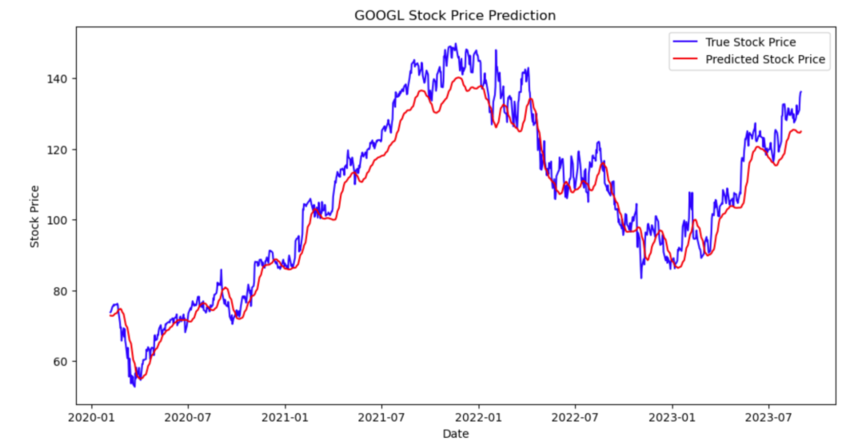 GOOGL Stock Price Prediction
True Stock Price
Predicted Stock Price
140
120
100
80
60
Stock Price
2020-01 2020-07 2021-01 2021-07 2022-01 2022-07 2023-01 2023-07
Date